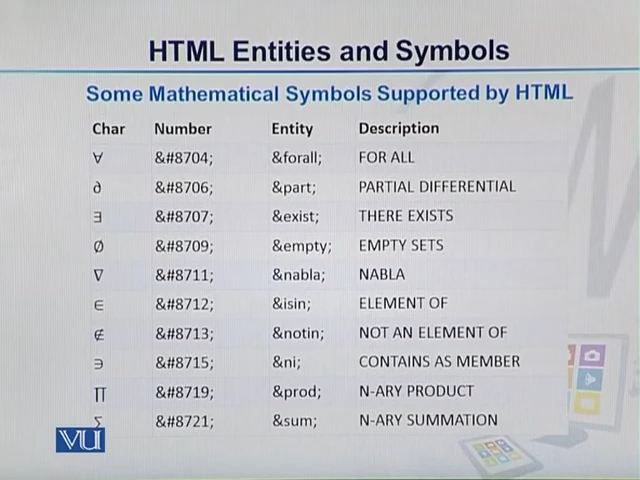 HTML Entities and Symbols
Some Mathematical Symbols Supported by HTML
Char Number Entity Description
∀ &#8704; &forall; FOR ALL
∂ &#8706; &part; PARTIAL DIFFERENTIAL
∃ &#8707; &exist; THERE EXISTS
∅ &#8709; &empty; EMPTY SETS
∇ &#8711; &nabla; NABLA
∈ &#8712; &isin; ELEMENT OF
∉ &#8713; &notin; NOT AN ELEMENT OF
∋ &#8715; &ni; CONTAINS AS MEMBER
∏ &#8719; &prod; N-ARY PRODUCT
∑ &#8721; &sum; N-ARY SUMMATION
VU